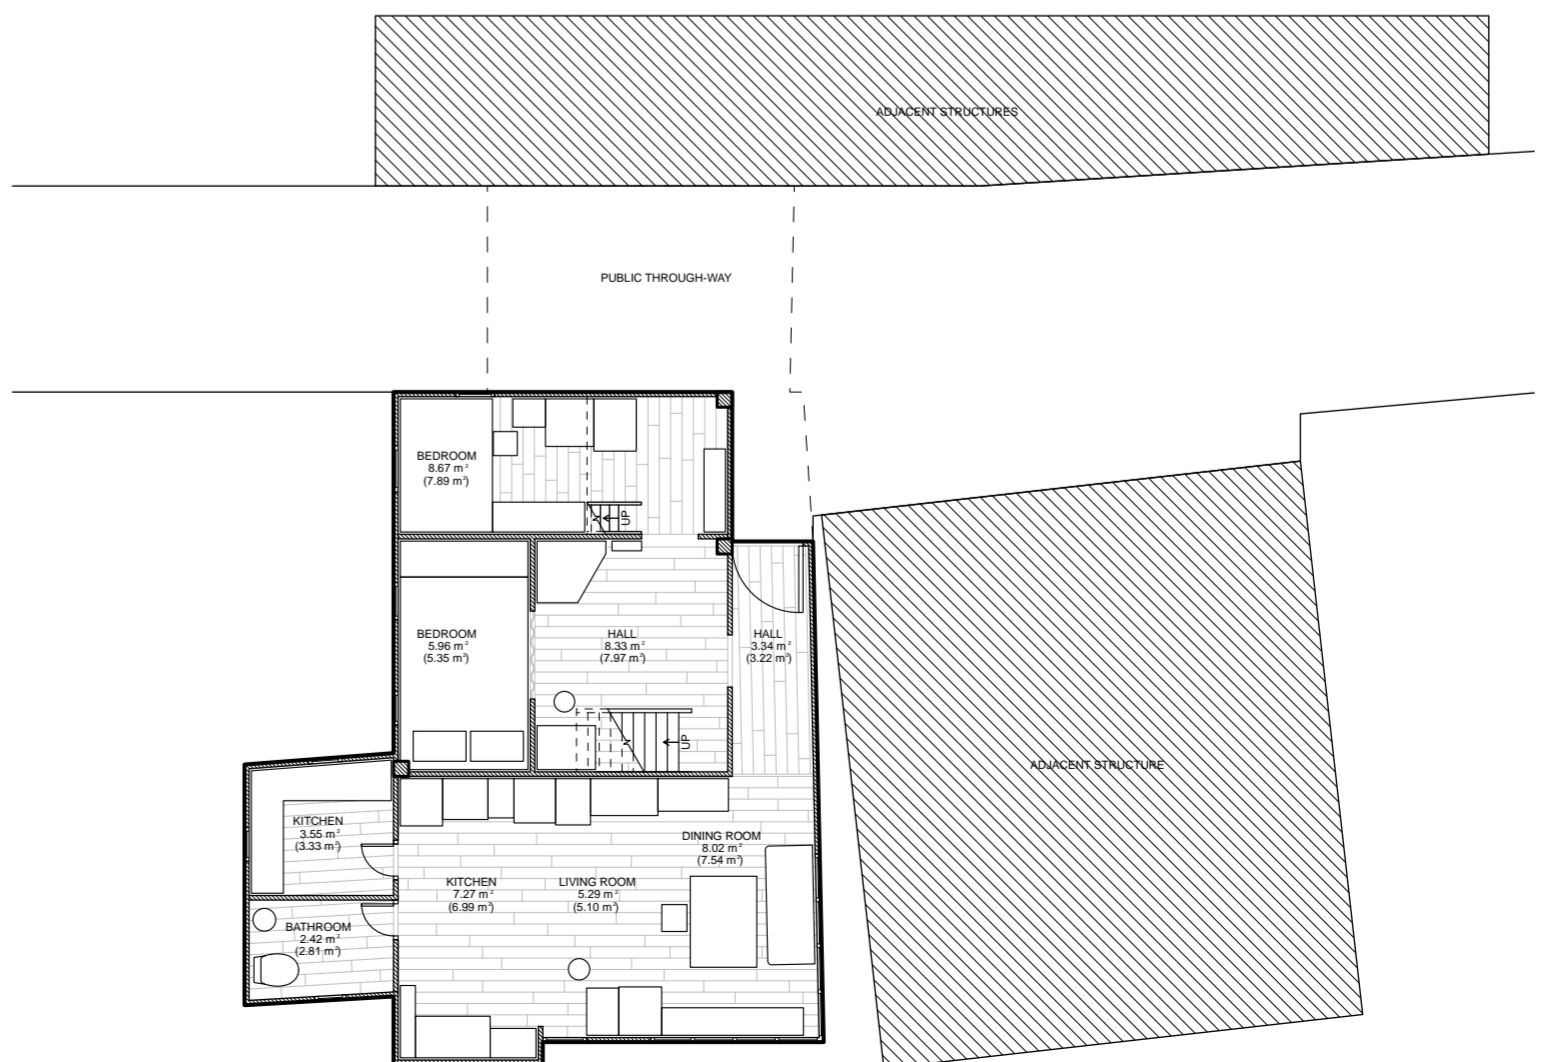 ADJACENT STRUCTURES
PUBLIC THROUGH-WAY
BEDROOM
8.67 m²
(7.89 m²)
UP
BEDROOM
5.96 m²
(5.35 m²)
HALL
8.33 m²
(7.97 m²)
HALL
3.34 m²
(3.22 m²)
UP
ADJACENT STRUCTURE
KITCHEN
3.55 m²
(3.33 m²)
DINING ROOM
8.02 m²
(7.54 m²)
KITCHEN
7.27 m²
(6.99 m²)
LIVING ROOM
5.29 m²
(5.10 m²)
BATHROOM
2.42 m²
(2.81 m²)